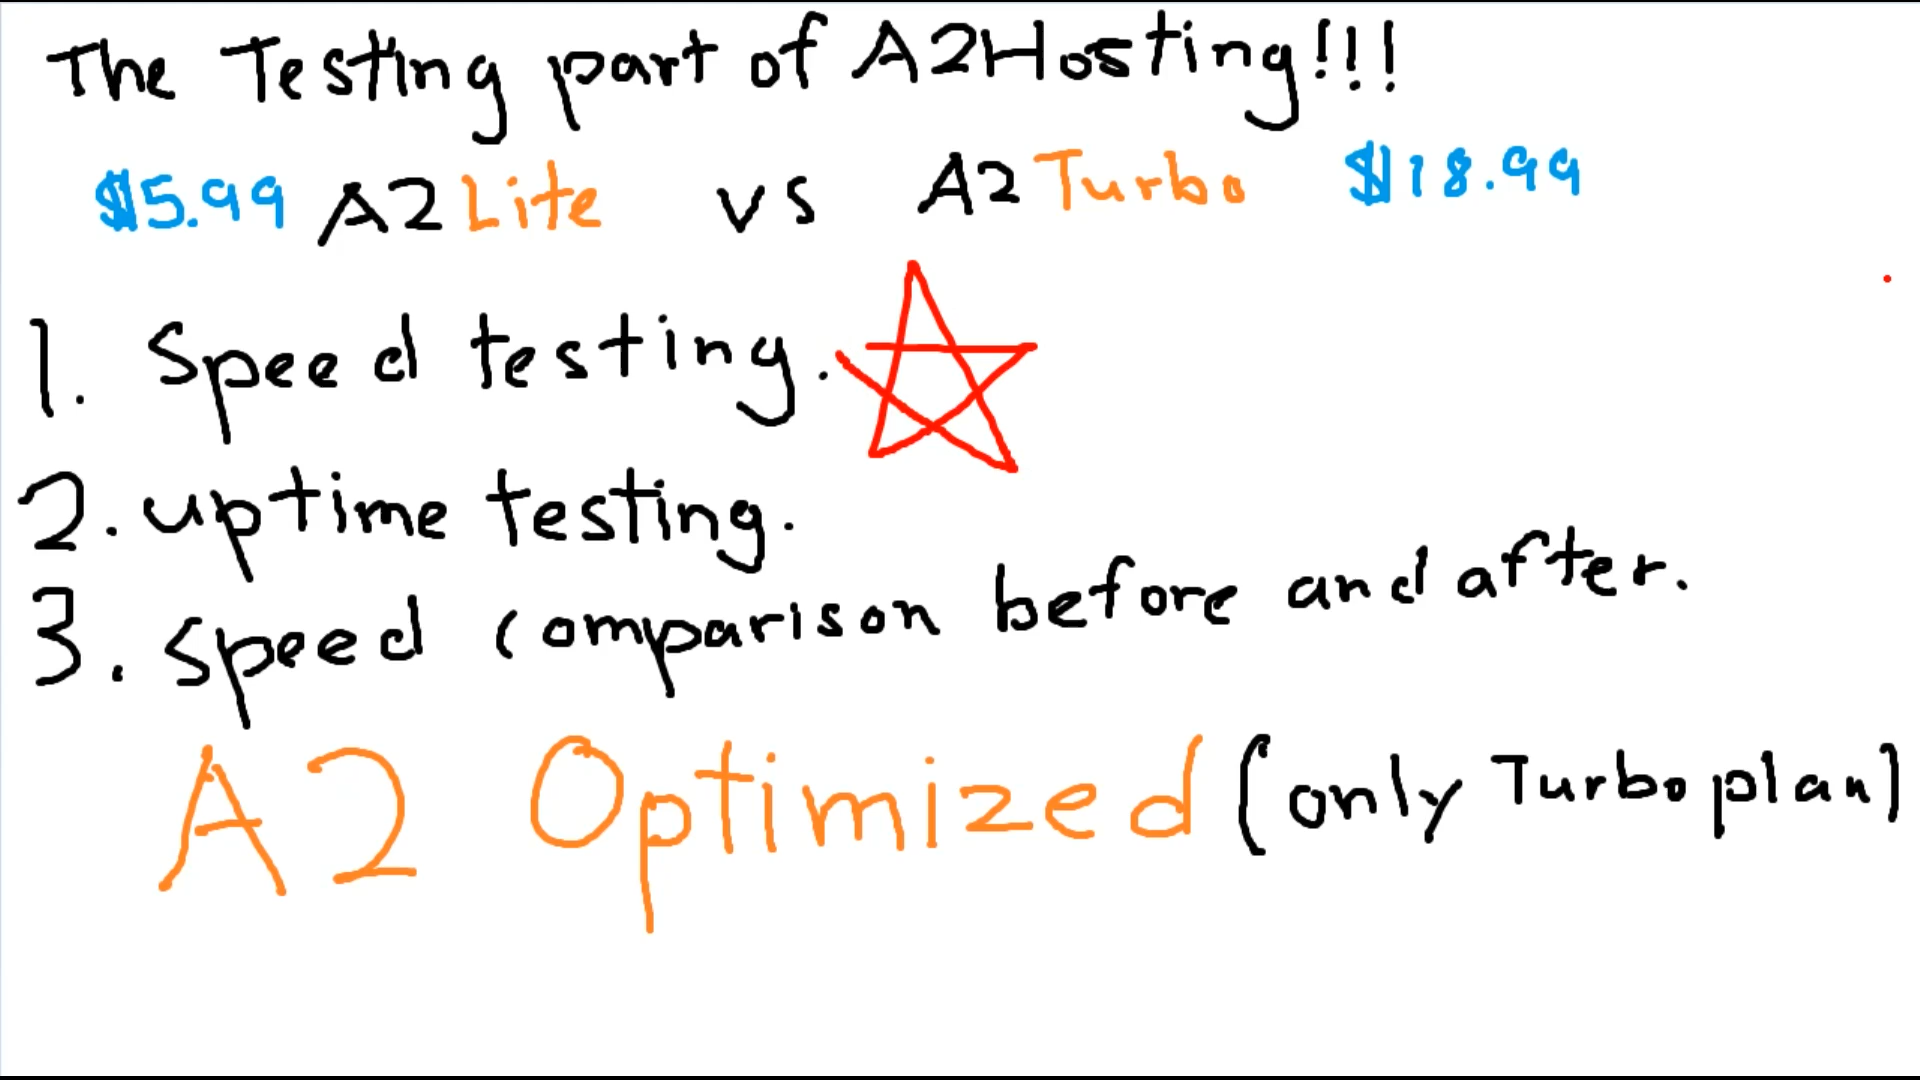 The Testing part of A2Hosting!!!
$5.99 A2 Lite vs A2 Turbo $18.99
1. Speed testing.
2. uptime testing.
3. speed comparison before and after.
A2 Optimized (only Turbo plan)